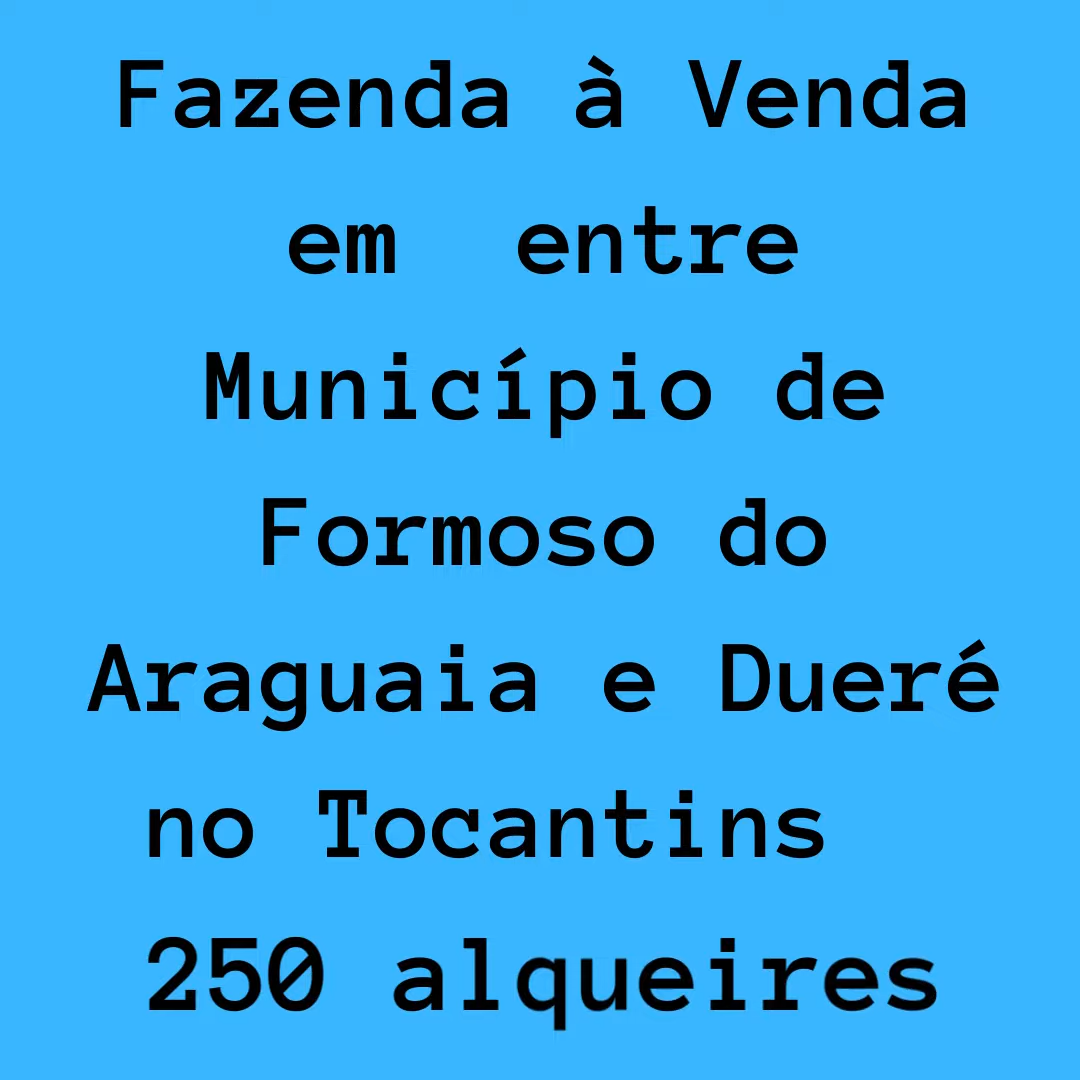 Fazenda à Venda
em  entre
Município de
Formoso do
Araguaia e Dueré
no Tocantins
250 alqueires